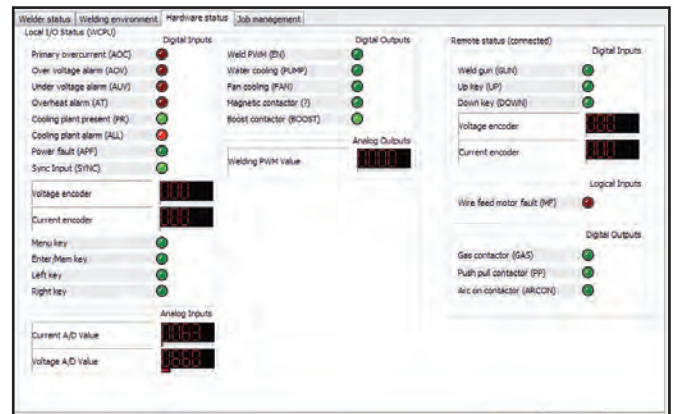 Welder status Welding environment Hardware status Job management
Local I/O Status (WCPU)
Digital Inputs
Primary overcurrent (AOC)
Over voltage alarm (AOV)
Under voltage alarm (AUV)
Overheat alarm (AT)
Cooling plant present (PR)
Cooling plant alarm (ALL)
Power fault (APF)
Sync Input (SYNC)
Voltage encoder
Current encoder
Menu key
Enter/Mem key
Left key
Right key
Analog Inputs
Current A/D Value
Voltage A/D Value
Digital Outputs
Weld PWM (EN)
Water cooling (PUMP)
Fan cooling (FAN)
Magnetic contactor (?)
Boost contactor (BOOST)
Analog Outputs
Welding PWM Value
Remote status (connected)
Digital Inputs
Weld gun (GUN)
Up key (UP)
Down key (DOWN)
Voltage encoder
Current encoder
Logical Inputs
Wire feed motor fault (MF)
Digital Outputs
Gas contactor (GAS)
Push pull contactor (PP)
Arc on contactor (ARCON)